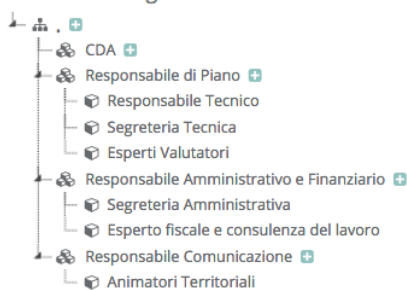 .
CDA
Responsabile di Piano
Responsabile Tecnico
Segreteria Tecnica
Esperti Valutatori
Responsabile Amministrativo e Finanziario
Segreteria Amministrativa
Esperto fiscale e consulenza del lavoro
Responsabile Comunicazione
Animatori Territoriali